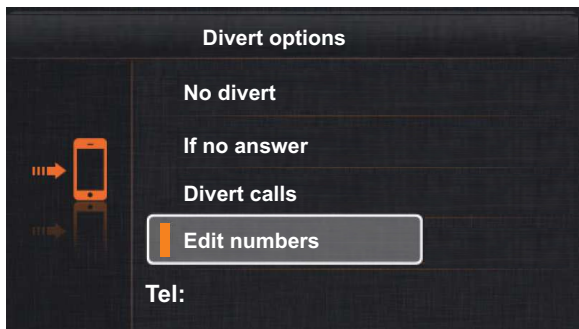 Divert options
No divert
If no answer
Divert calls
Edit numbers
Tel: